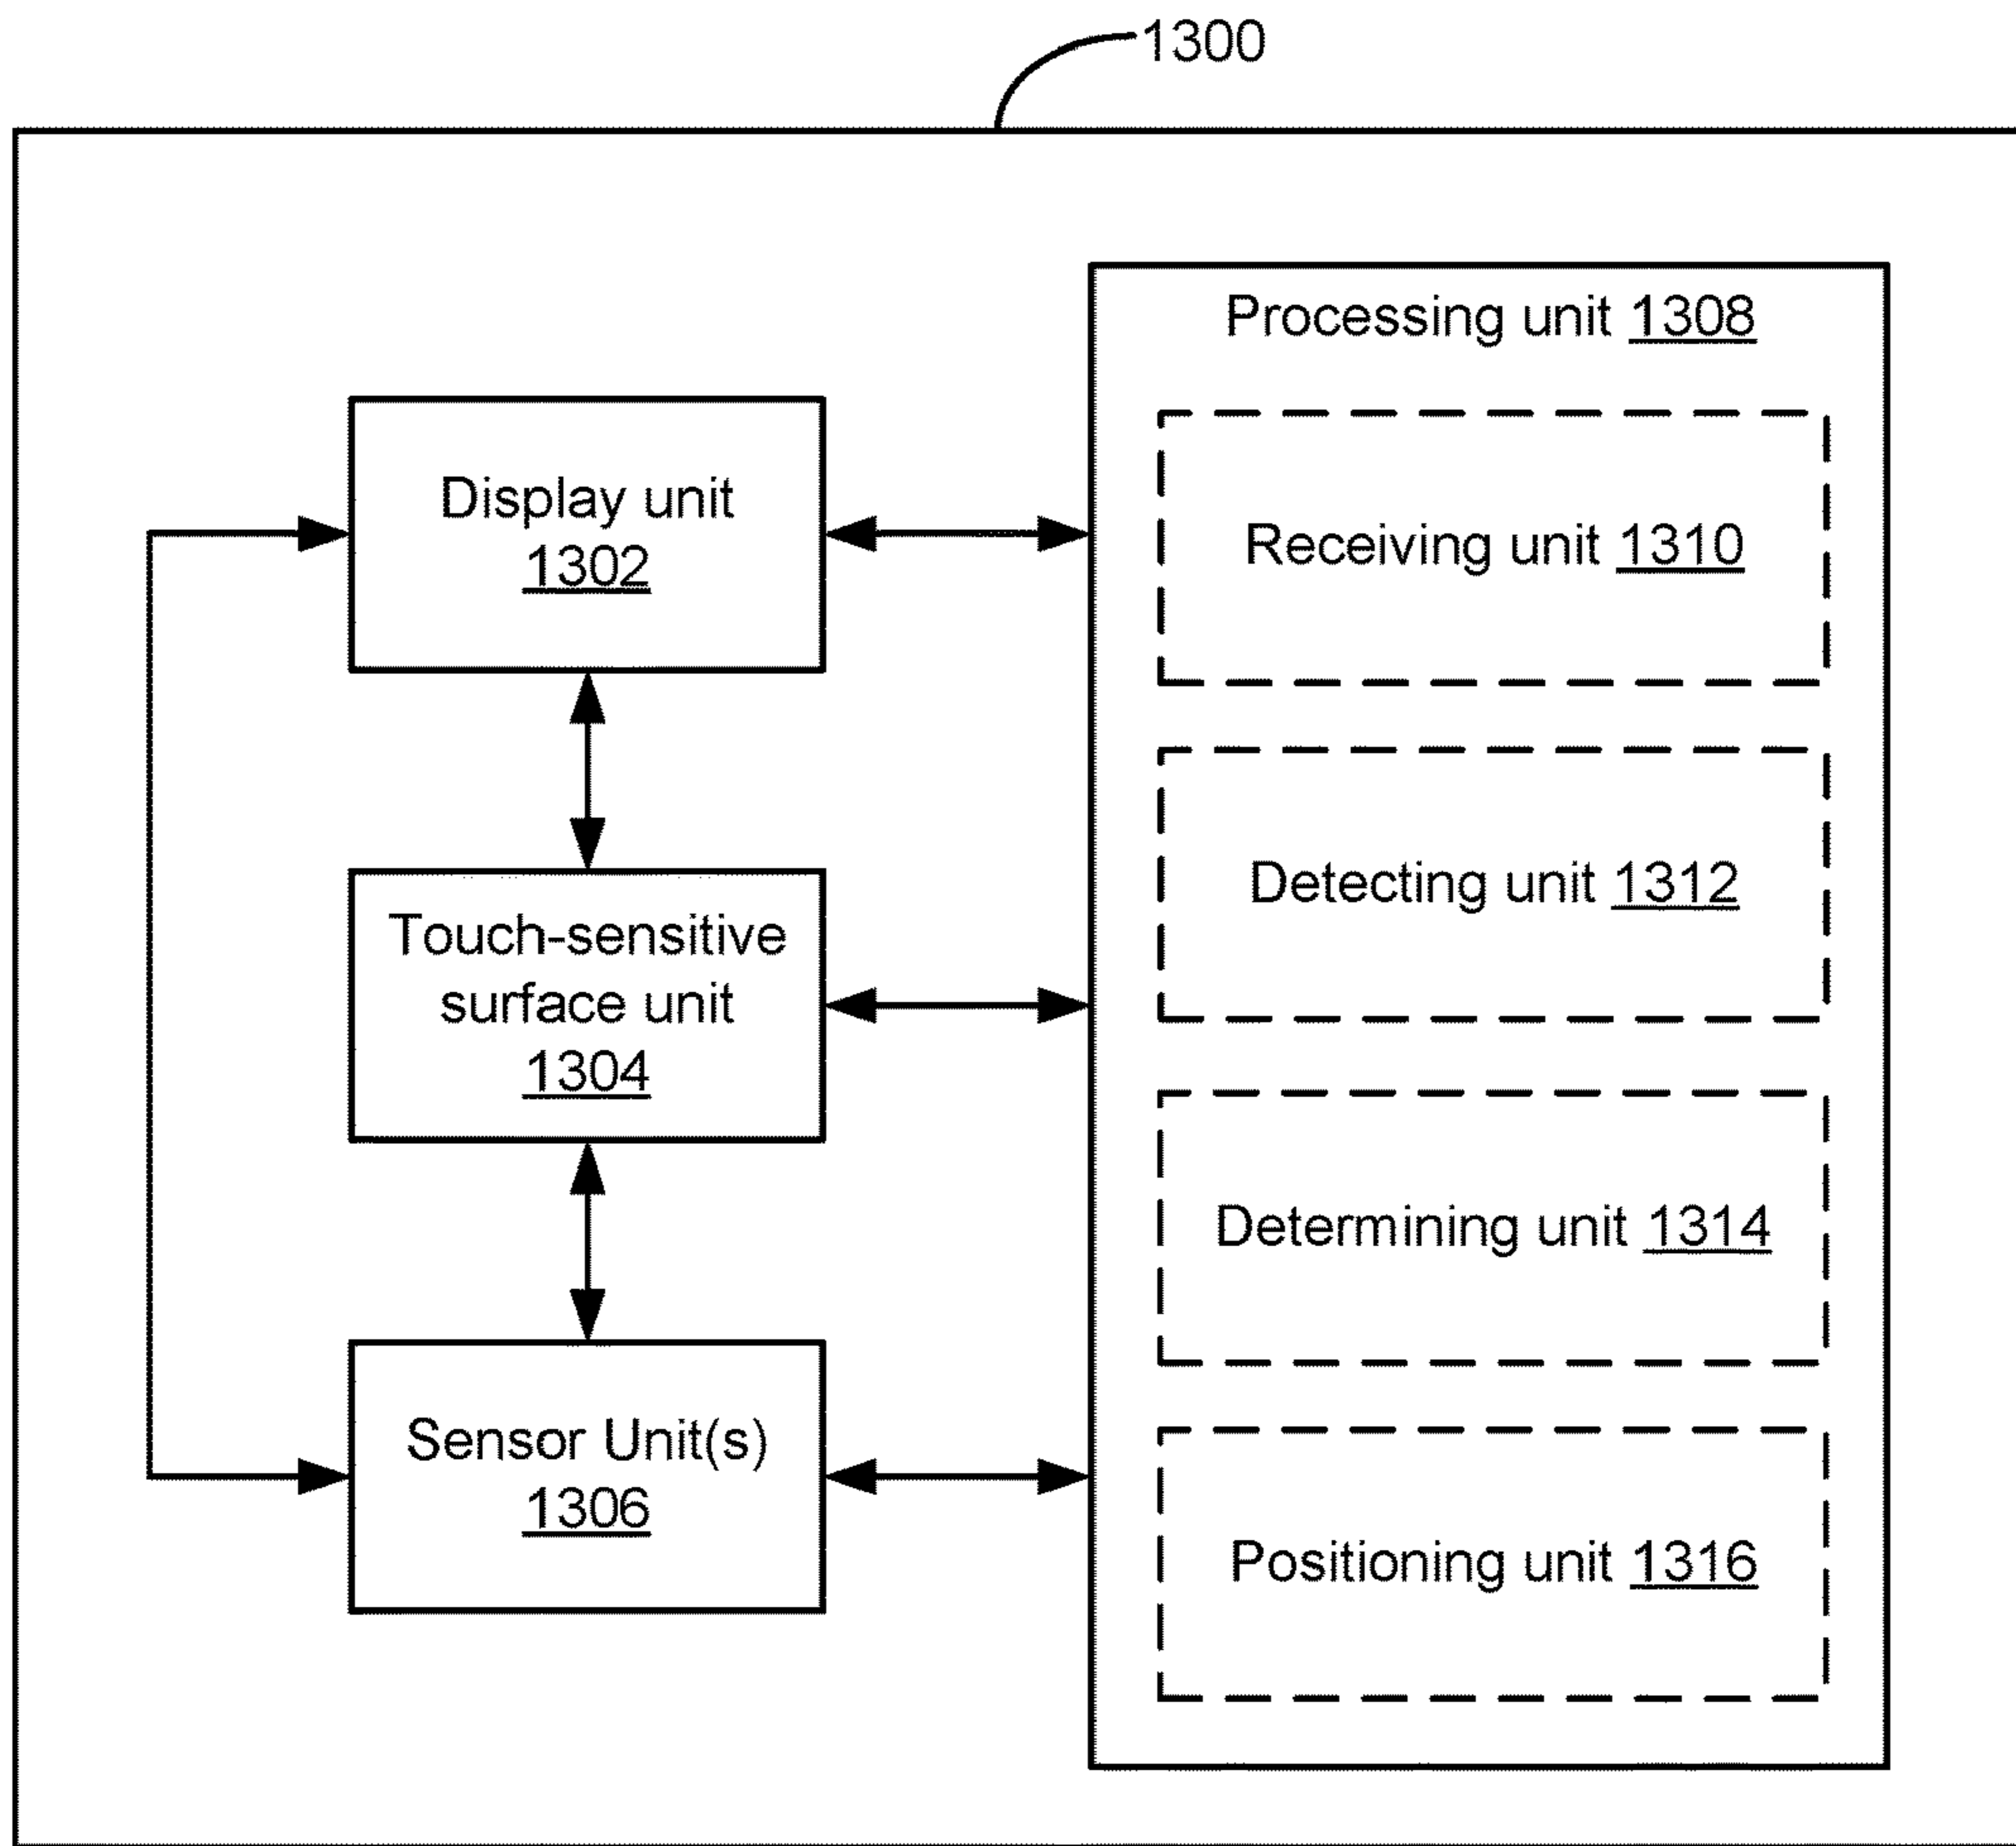 1300
Processing unit 1308
Display unit
1302
Receiving unit 1310
Touch-sensitive
surface unit
1304
Detecting unit 1312
Determining unit 1314
Sensor Unit(s)
1306
Positioning unit 1316